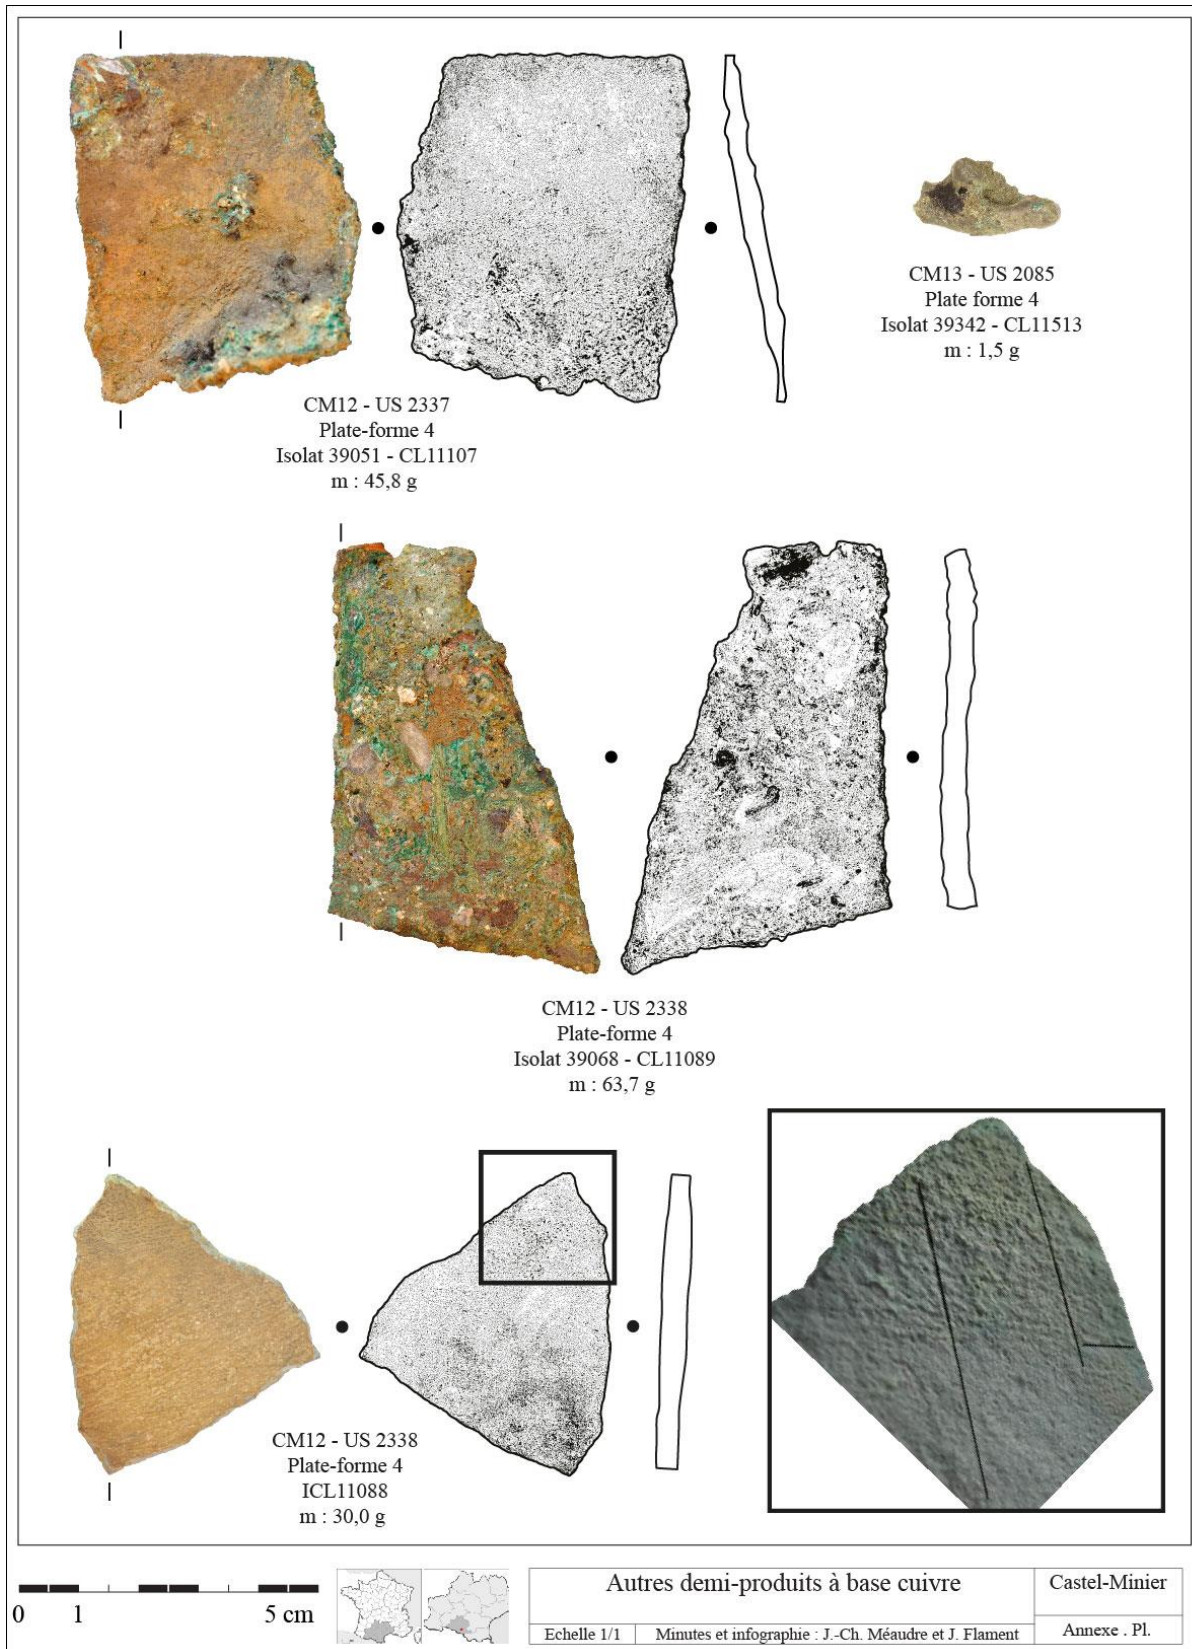 CM12 - US 2337
Plate-forme 4
Isolat 39051 - CL11107
m : 45,8 g
CM13 - US 2085
Plate forme 4
Isolat 39342 - CL11513
m : 1,5 g
CM12 - US 2338
Plate-forme 4
Isolat 39068 - CL11089
m : 63,7 g
CM12 - US 2338
Plate-forme 4
ICL11088
m : 30,0 g
0 1 5 cm
Autres demi-produits à base cuivre
Castel-Minier
Echelle 1/1
Minutes et infographie : J.-Ch. Méaudre et J. Flament
Annexe . Pl.